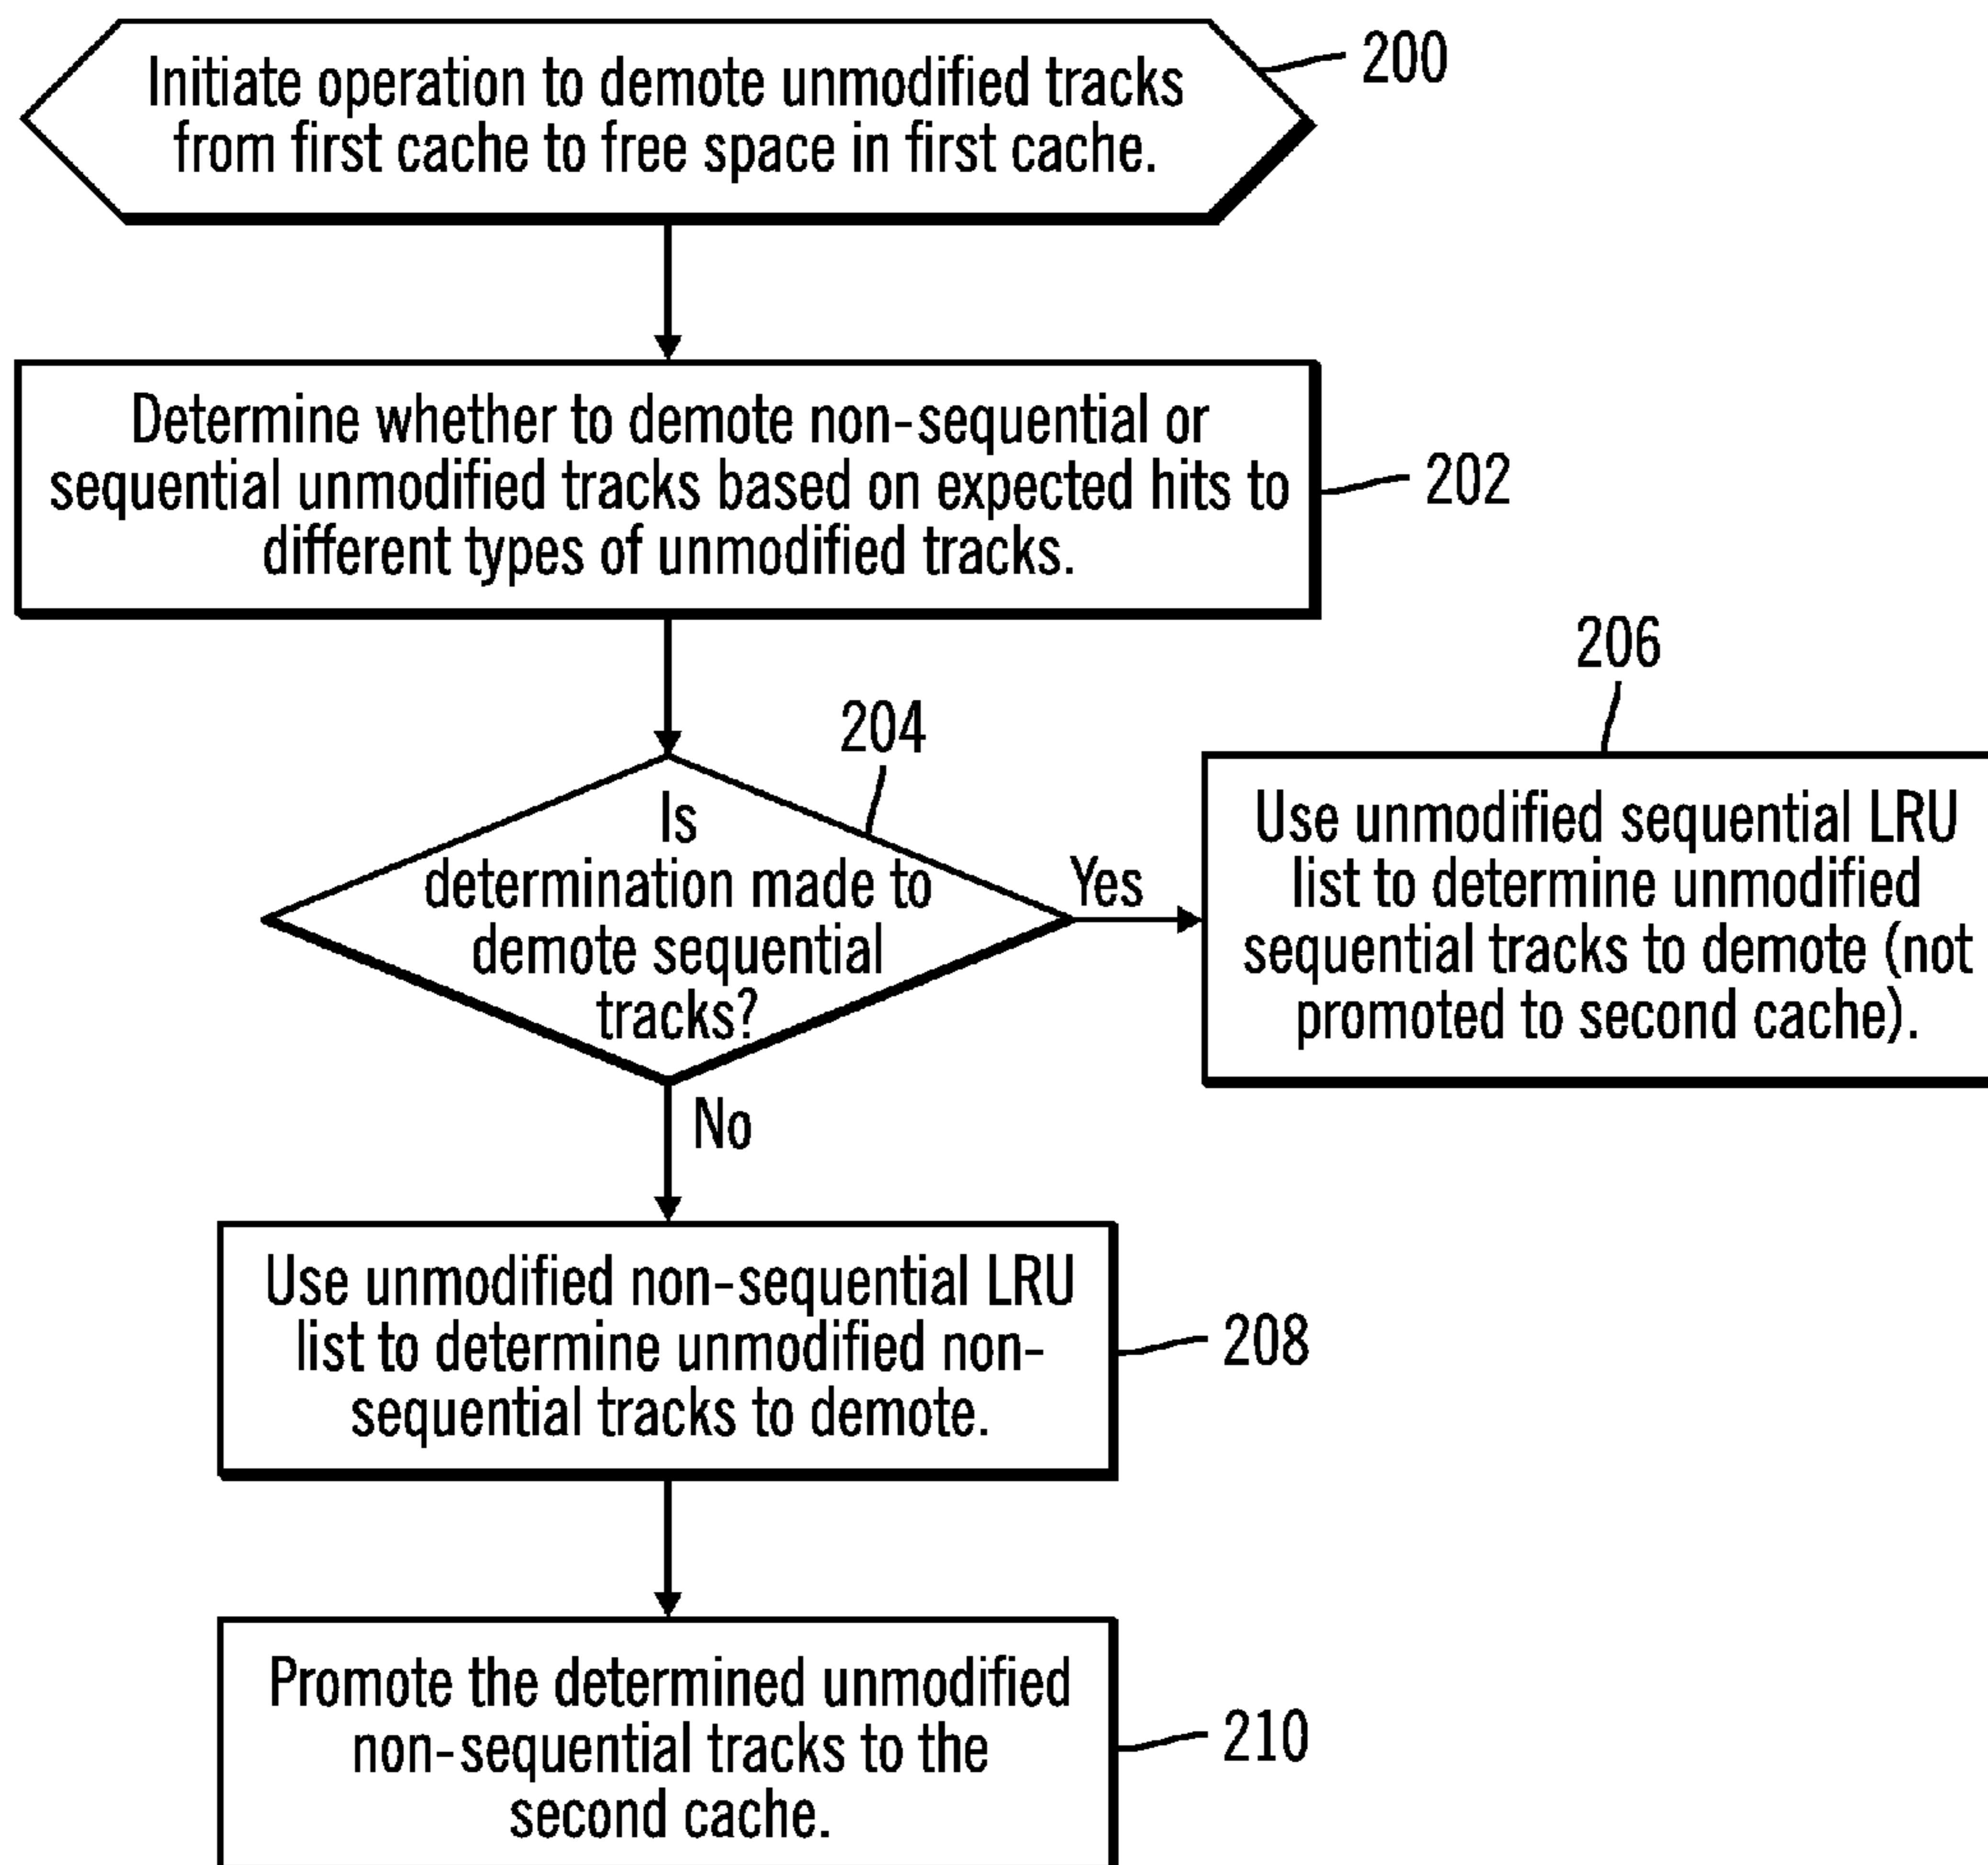 Initiate operation to demote unmodified tracks
from first cache to free space in first cache.
200
Determine whether to demote non-sequential or
sequential unmodified tracks based on expected hits to
different types of unmodified tracks.
202
204
Is
determination made to
demote sequential
tracks?
Yes
206
Use unmodified sequential LRU
list to determine unmodified
sequential tracks to demote (not
promoted to second cache).
No
Use unmodified non-sequential LRU
list to determine unmodified non-
sequential tracks to demote.
208
Promote the determined unmodified
non-sequential tracks to the
second cache.
210